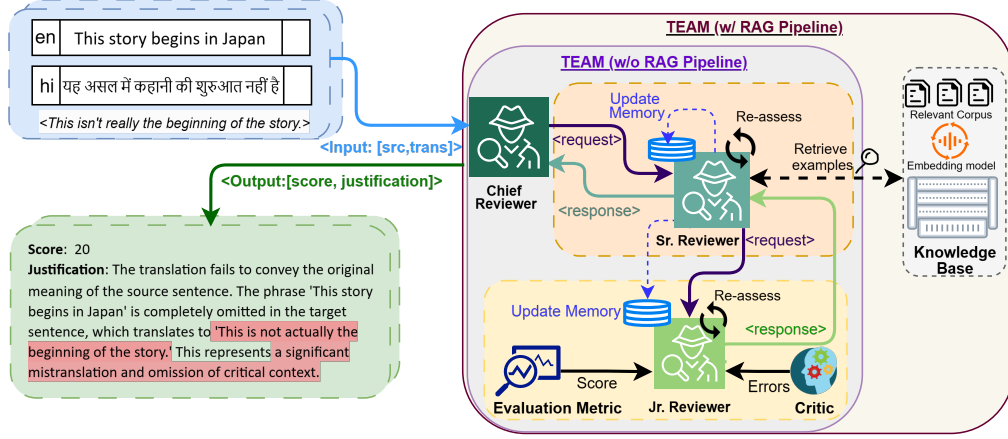 TEAM (w/ RAG Pipeline)
TEAM (w/o RAG Pipeline)
en This story begins in Japan
hi यह असल में कहानी की शुरुआत नहीं है
<This isn't really the beginning of the story.>
<Input: [src,trans]>
<Output:[score, justification]>
Chief
Reviewer
<request>
<response>
Update
Memory
Re-assess
Sr. Reviewer
Retrieve
examples
Relevant Corpus
Embedding model
Knowledge
Base
<request>
Update Memory
Re-assess
<response>
Score
Errors
Evaluation Metric
Jr. Reviewer
Critic
Score: 20
Justification: The translation fails to convey the original
meaning of the source sentence. The phrase 'This story
begins in Japan' is completely omitted in the target
sentence, which translates to 'This is not actually the
beginning of the story.' This represents a significant
mistranslation and omission of critical context.